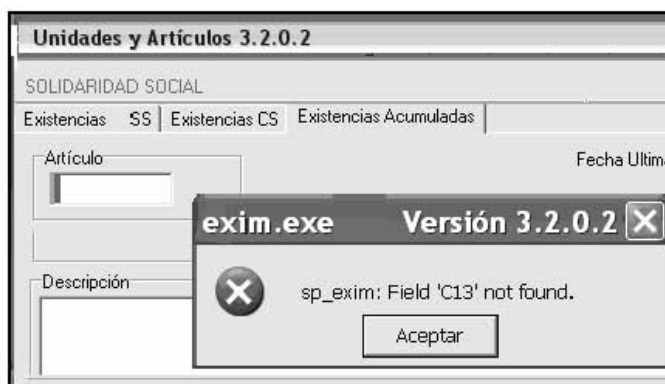 Unidades y Artículos 3.2.0.2
SOLIDARIDAD SOCIAL
Existencias SS Existencias CS Existencias Acumuladas
Artículo
Fecha Ultim
exim.exe Versión 3.2.0.2
Descripción
sp_exim: Field 'C13' not found.
Aceptar